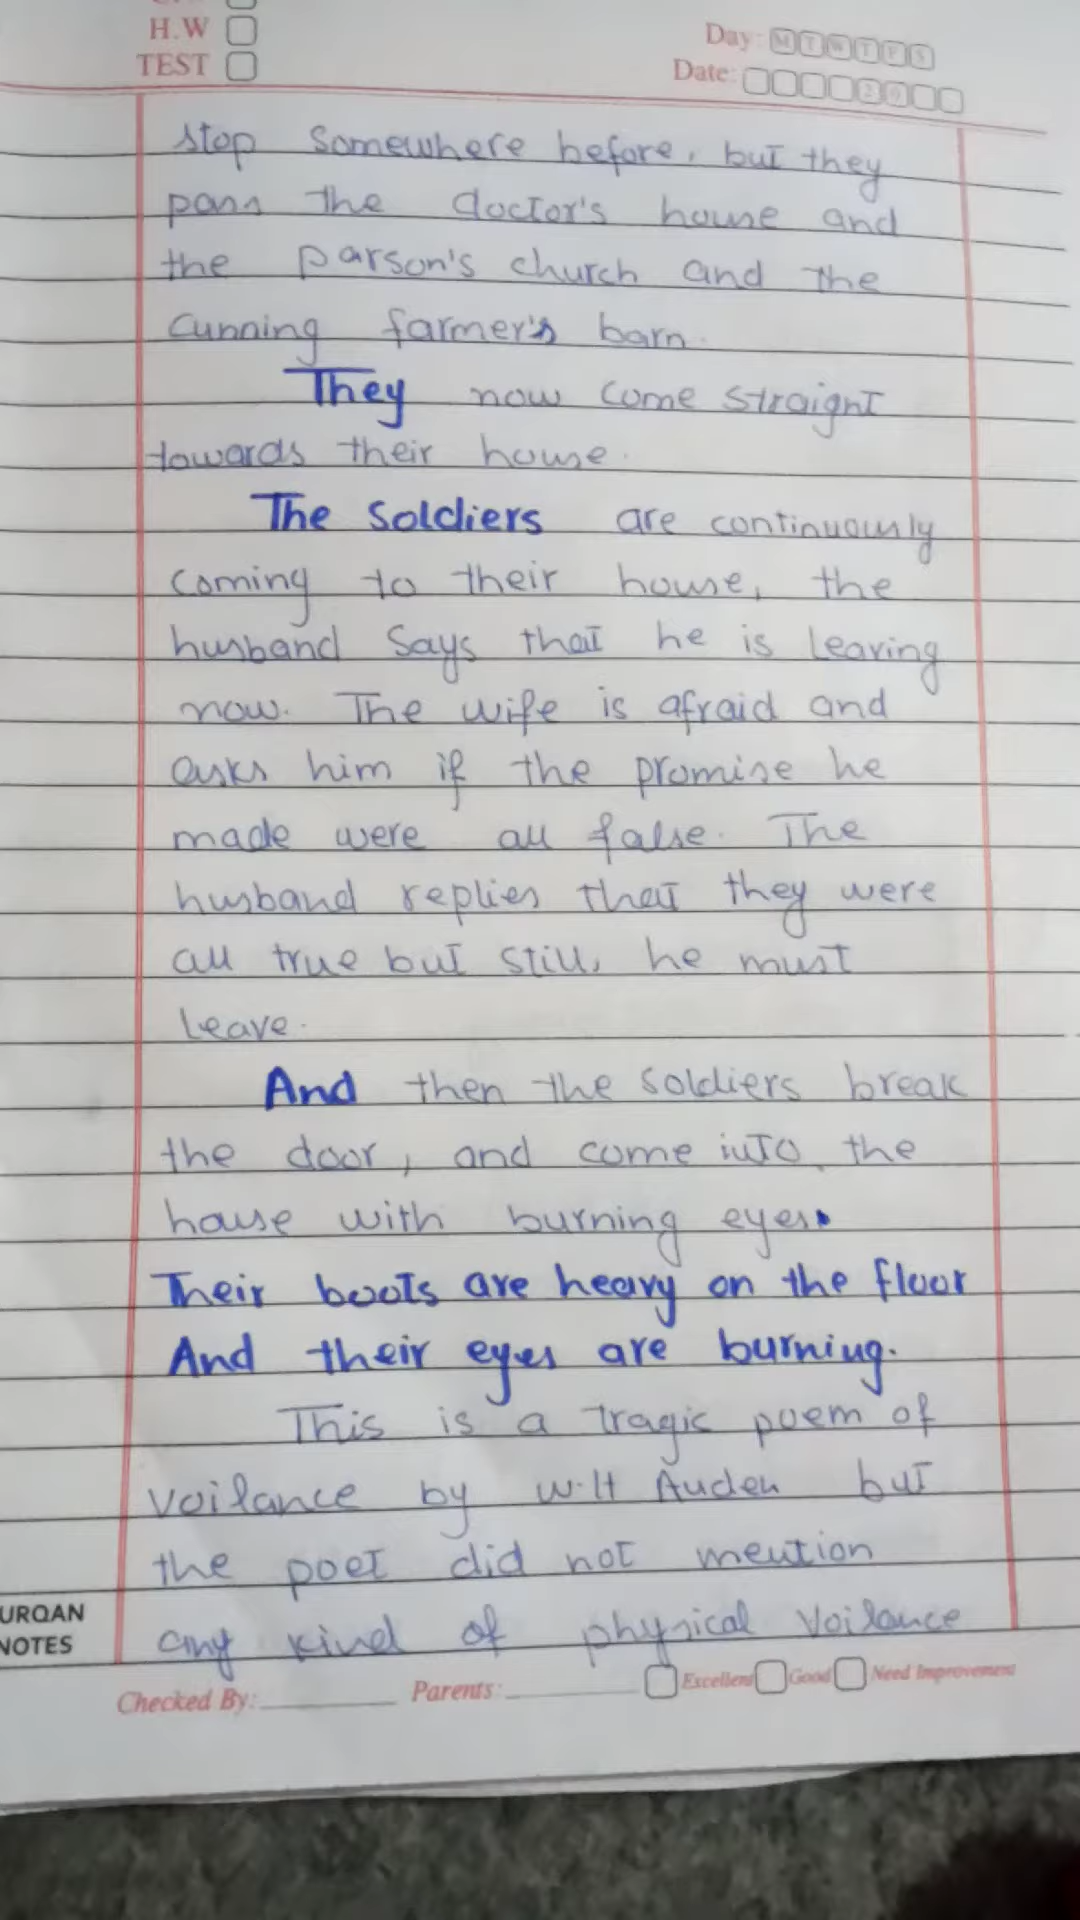 H.W
TEST
Day: M T W T F S
Date: 2 0
stop somewhere before, but they
pass the doctor's house and
the parson's church and the
cunning farmer's barn.
They now come straight
towards their house.
The Soldiers are continuously
coming to their house, the
husband says that he is leaving
now. The wife is afraid and
asks him if the promise he
made were all false. The
husband replies that they were
all true but still, he must
leave.
And then the soldiers break
the door, and come into the
house with burning eyes.
Their boots are heavy on the floor
And their eyes are burning.
This is a tragic poem of
voilance by W.H Auden but
the poet did not mention
any kind of physical voilance
URQAN
NOTES
Checked By: Parents: Excellent Good Need Improvement